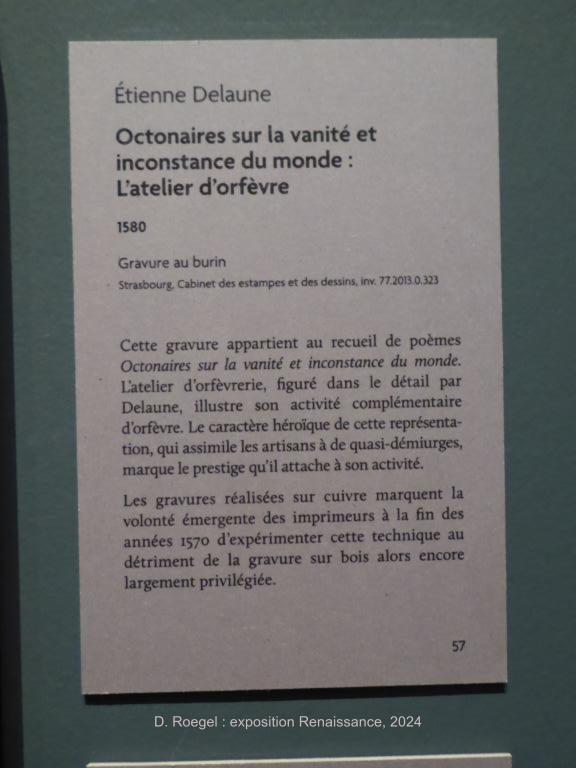 Étienne Delaune
Octonaires sur la vanité et
inconstance du monde :
L'atelier d'orfèvre
1580
Gravure au burin
Strasbourg, Cabinet des estampes et des dessins, inv. 77.2013.0.323
Cette gravure appartient au recueil de poèmes
Octonaires sur la vanité et inconstance du monde.
L'atelier d'orfèvrerie, figuré dans le détail par
Delaune, illustre son activité complémentaire
d'orfèvre. Le caractère héroïque de cette représenta-
tion, qui assimile les artisans à de quasi-démiurges,
marque le prestige qu'il attache à son activité.
Les gravures réalisées sur cuivre marquent la
volonté émergente des imprimeurs à la fin des
années 1570 d'expérimenter cette technique au
détriment de la gravure sur bois alors encore
largement privilégiée.
57
D. Roegel : exposition Renaissance, 2024